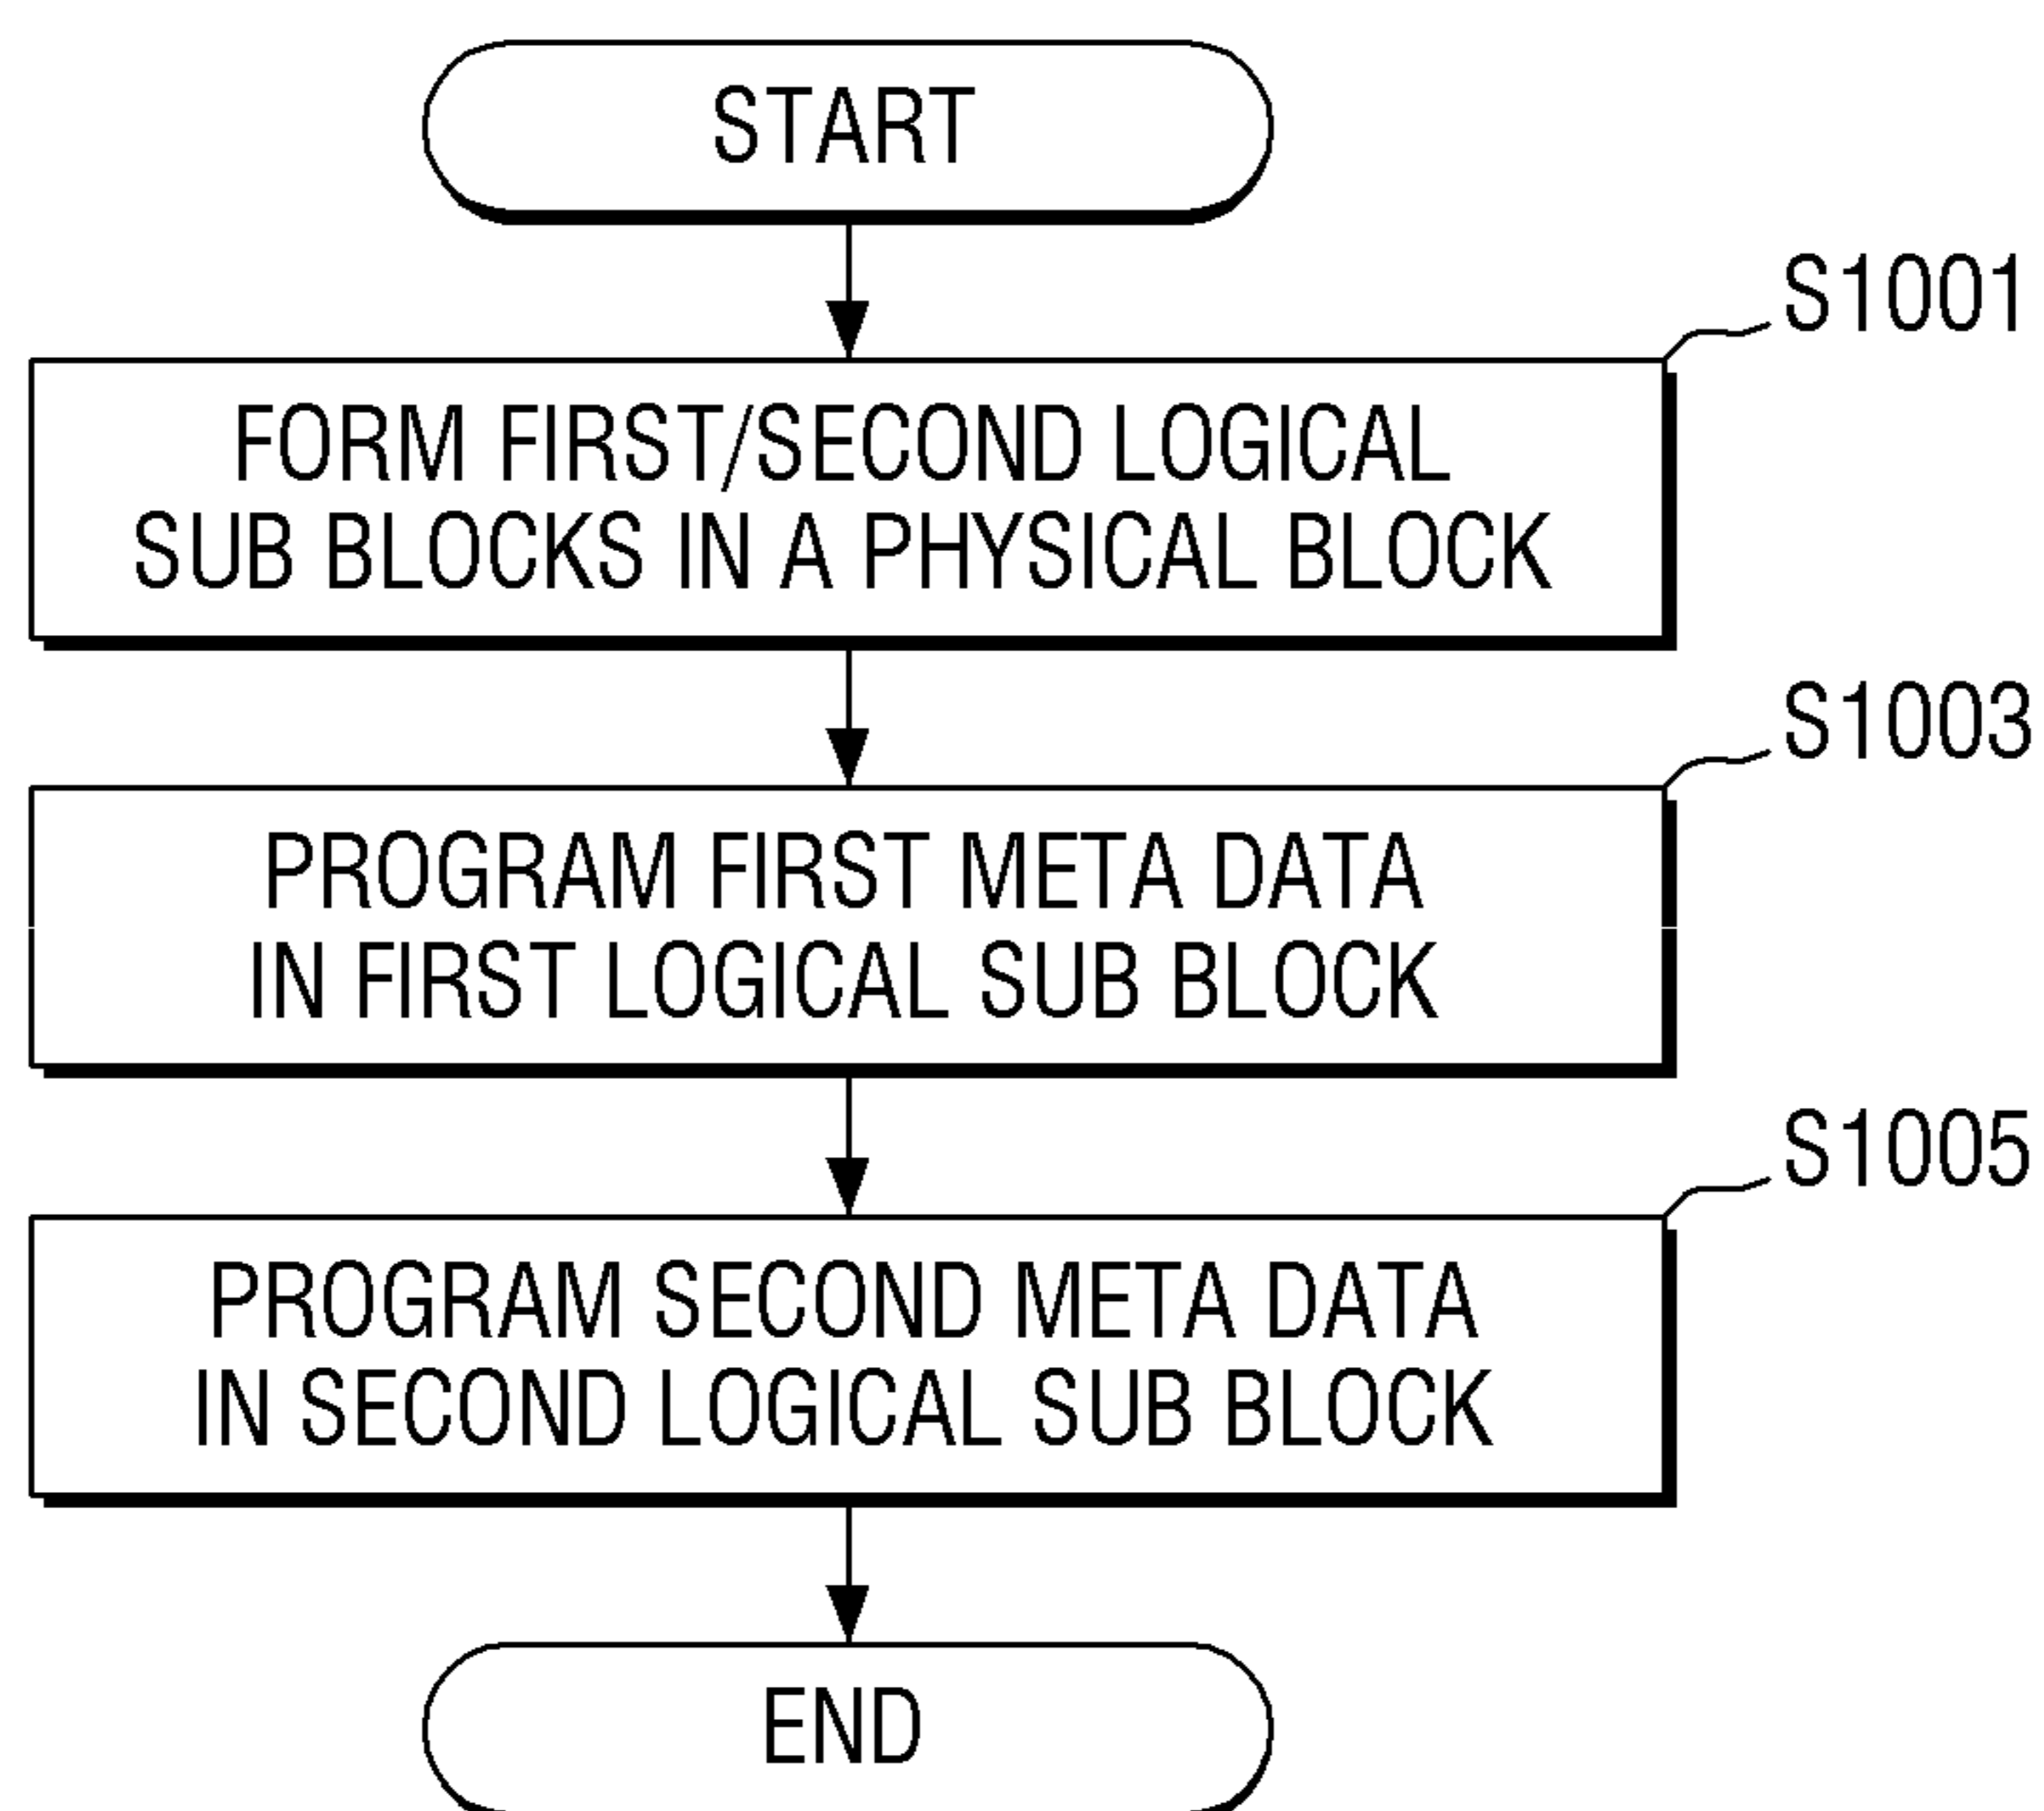 START
S1001
FORM FIRST/SECOND LOGICAL
SUB BLOCKS IN A PHYSICAL BLOCK
S1003
PROGRAM FIRST META DATA
IN FIRST LOGICAL SUB BLOCK
S1005
PROGRAM SECOND META DATA
IN SECOND LOGICAL SUB BLOCK
END